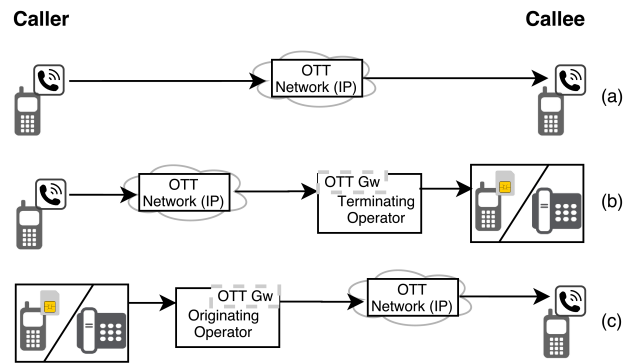 Caller
Callee
OTT
Network (IP)
(a)
OTT
Network (IP)
OTT Gw
Terminating
Operator
(b)
OTT Gw
Originating
Operator
OTT
Network (IP)
(c)